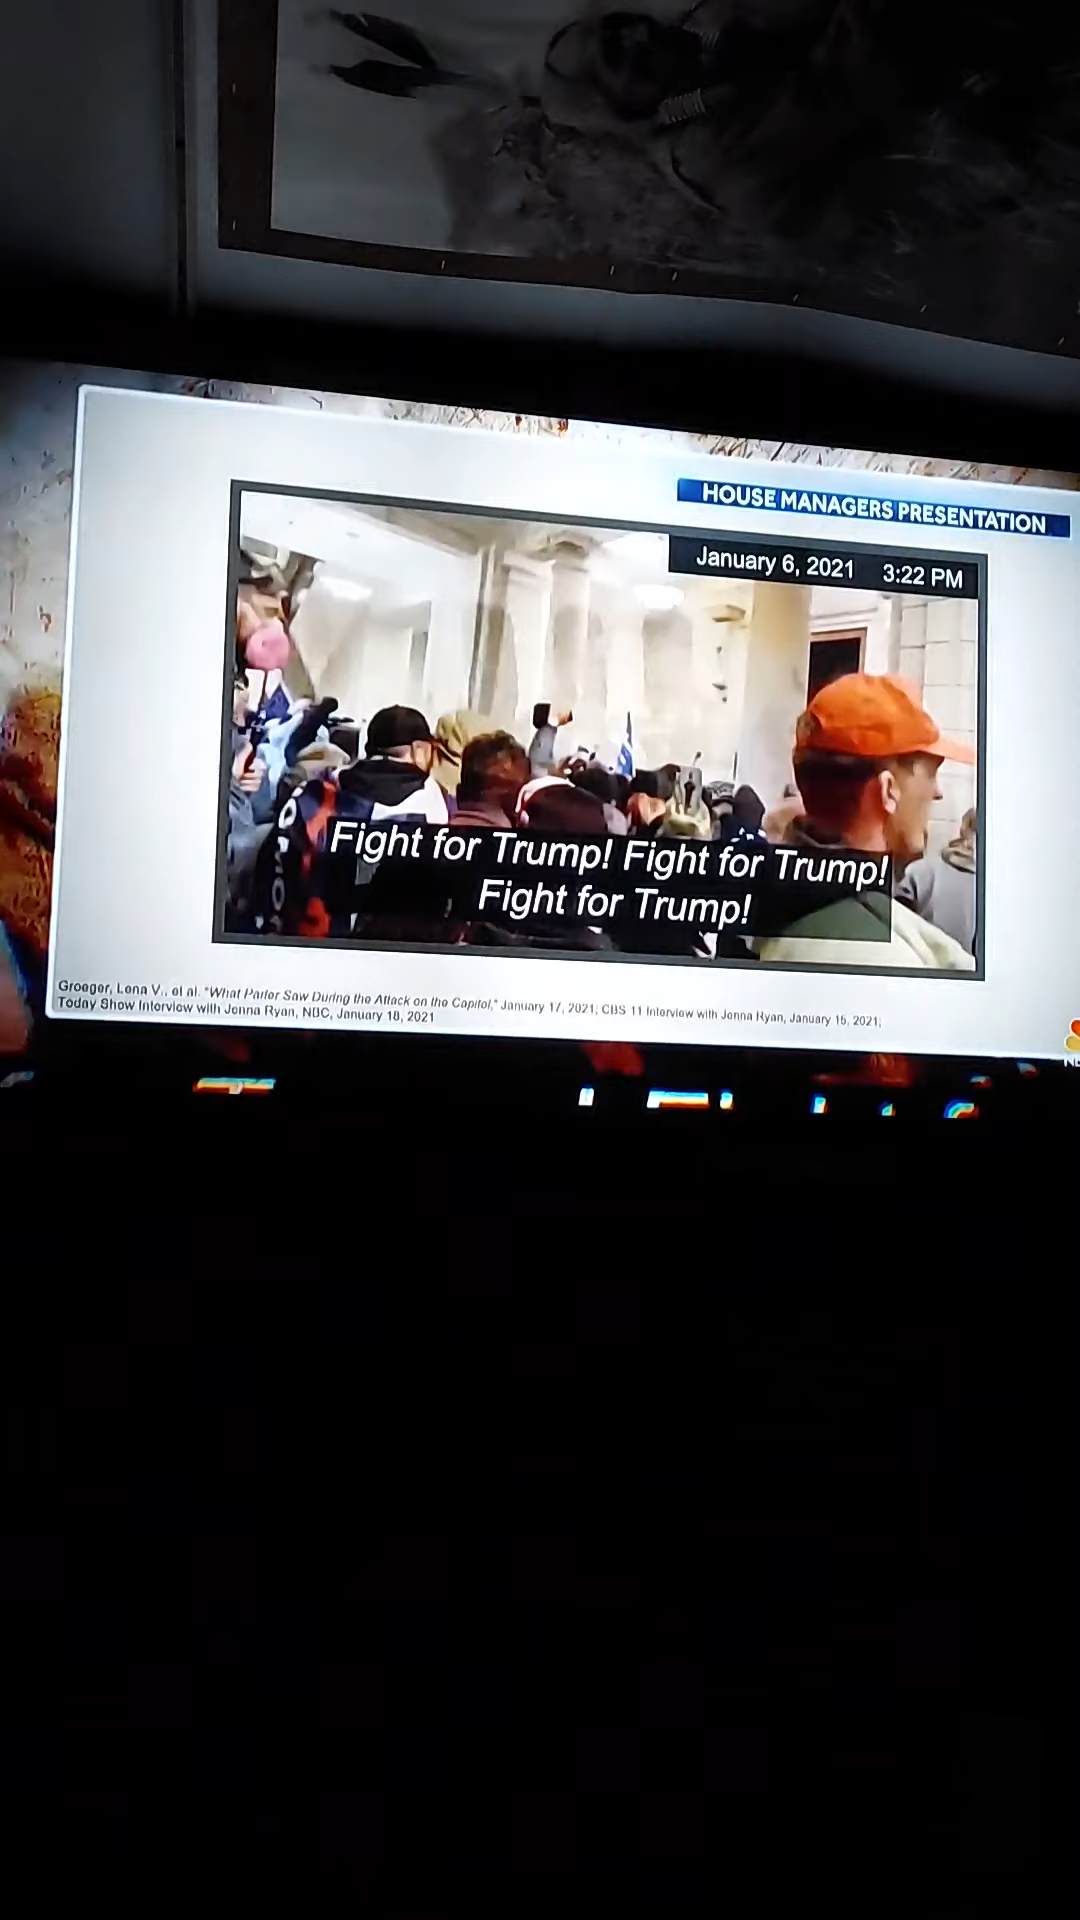 HOUSE MANAGERS PRESENTATION
January 6, 2021 3:22 PM
Fight for Trump! Fight for Trump!
Fight for Trump!
Groeger, Lena V., et al. "What Parler Saw During the Attack on the Capitol," January 17, 2021; CBS 11 Interview with Jenna Ryan, January 15, 2021;
Today Show Interview with Jenna Ryan, NBC, January 18, 2021